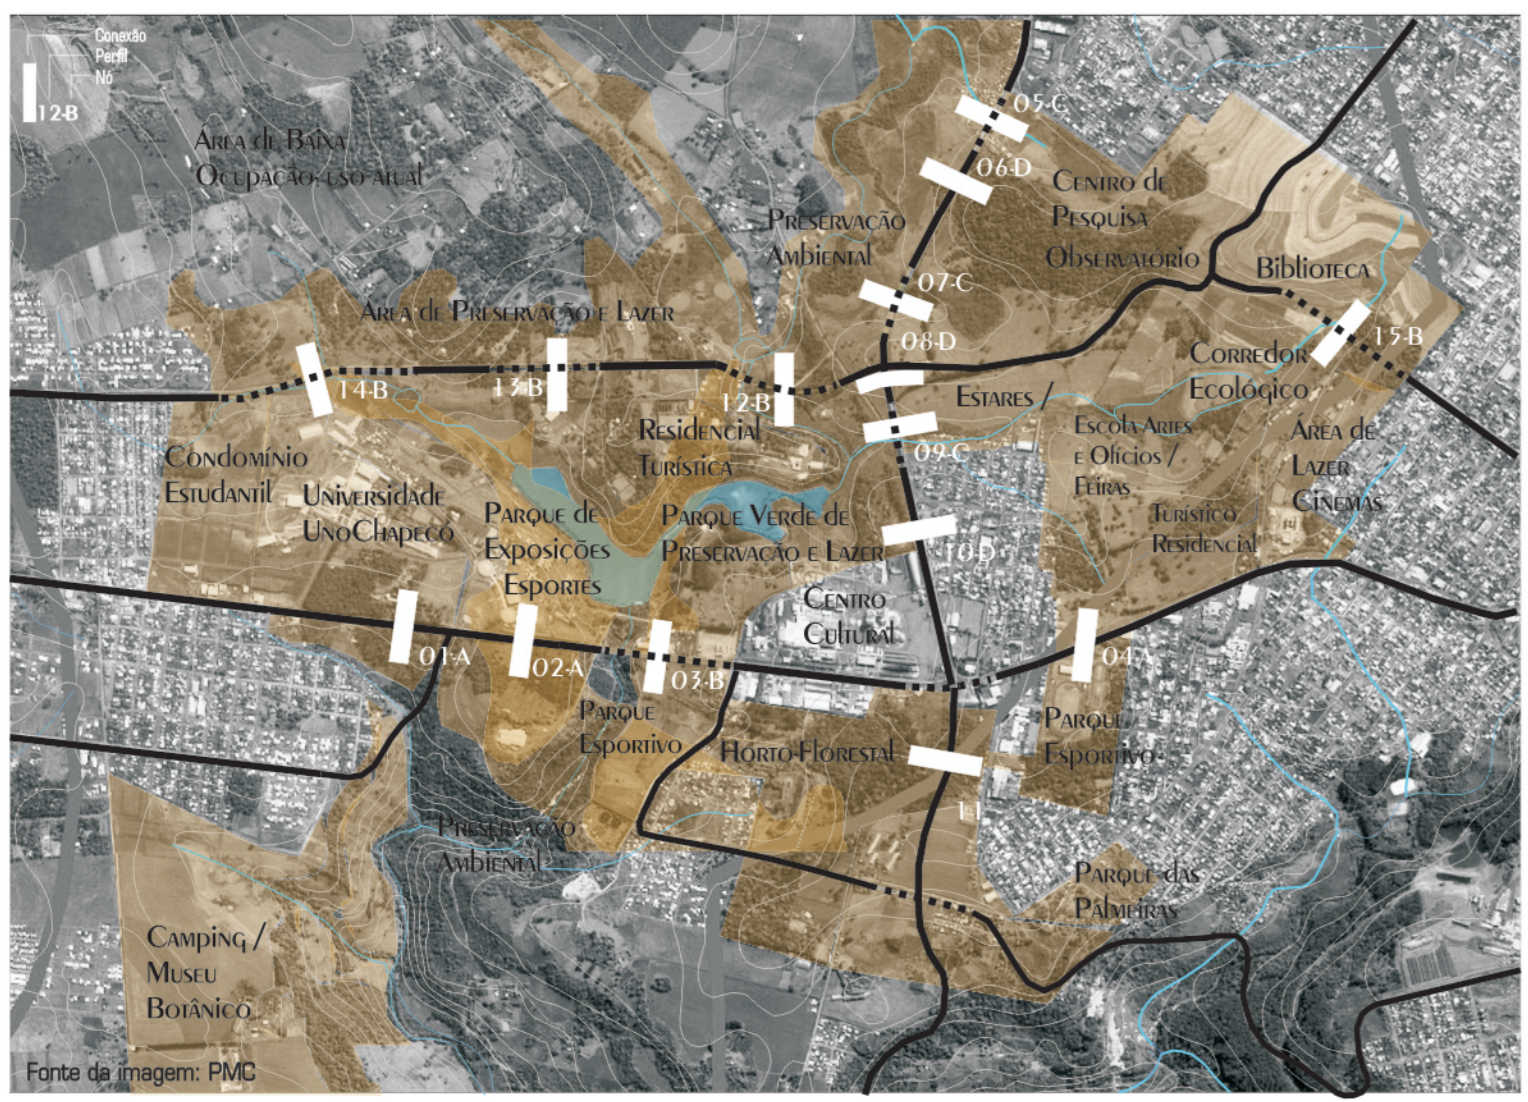 Conexão
Perfil
Nó
12-B
Área de Baixa
Ocupação, uso atual
05-C
06-D
Centro de
Pesquisa
Observatório
Preservação
Ambiental
07-C
08-D
Biblioteca
15-B
Área de Preservação e Lazer
14-B
13-B
12-B
Corredor
Ecológico
Estares /
Escola Artes
e Ofícios /
Feiras
Área de
Lazer
Cinemas
Residencial
Turística
09-C
Condomínio
Estudantil
Universidade
UnoChapecó
Parque de
Exposições
Esportes
Parque Verde de
Preservação e Lazer
10-D
Turístico
Residencial
Centro
Cultural
01-A
02-A
03-B
04-A
Parque
Esportivo
Horto-Florestal
Parque
Esportivo
11
Preservação
Ambiental
Parque das
Palmeiras
Camping /
Museu
Botânico
Fonte da imagem: PMC